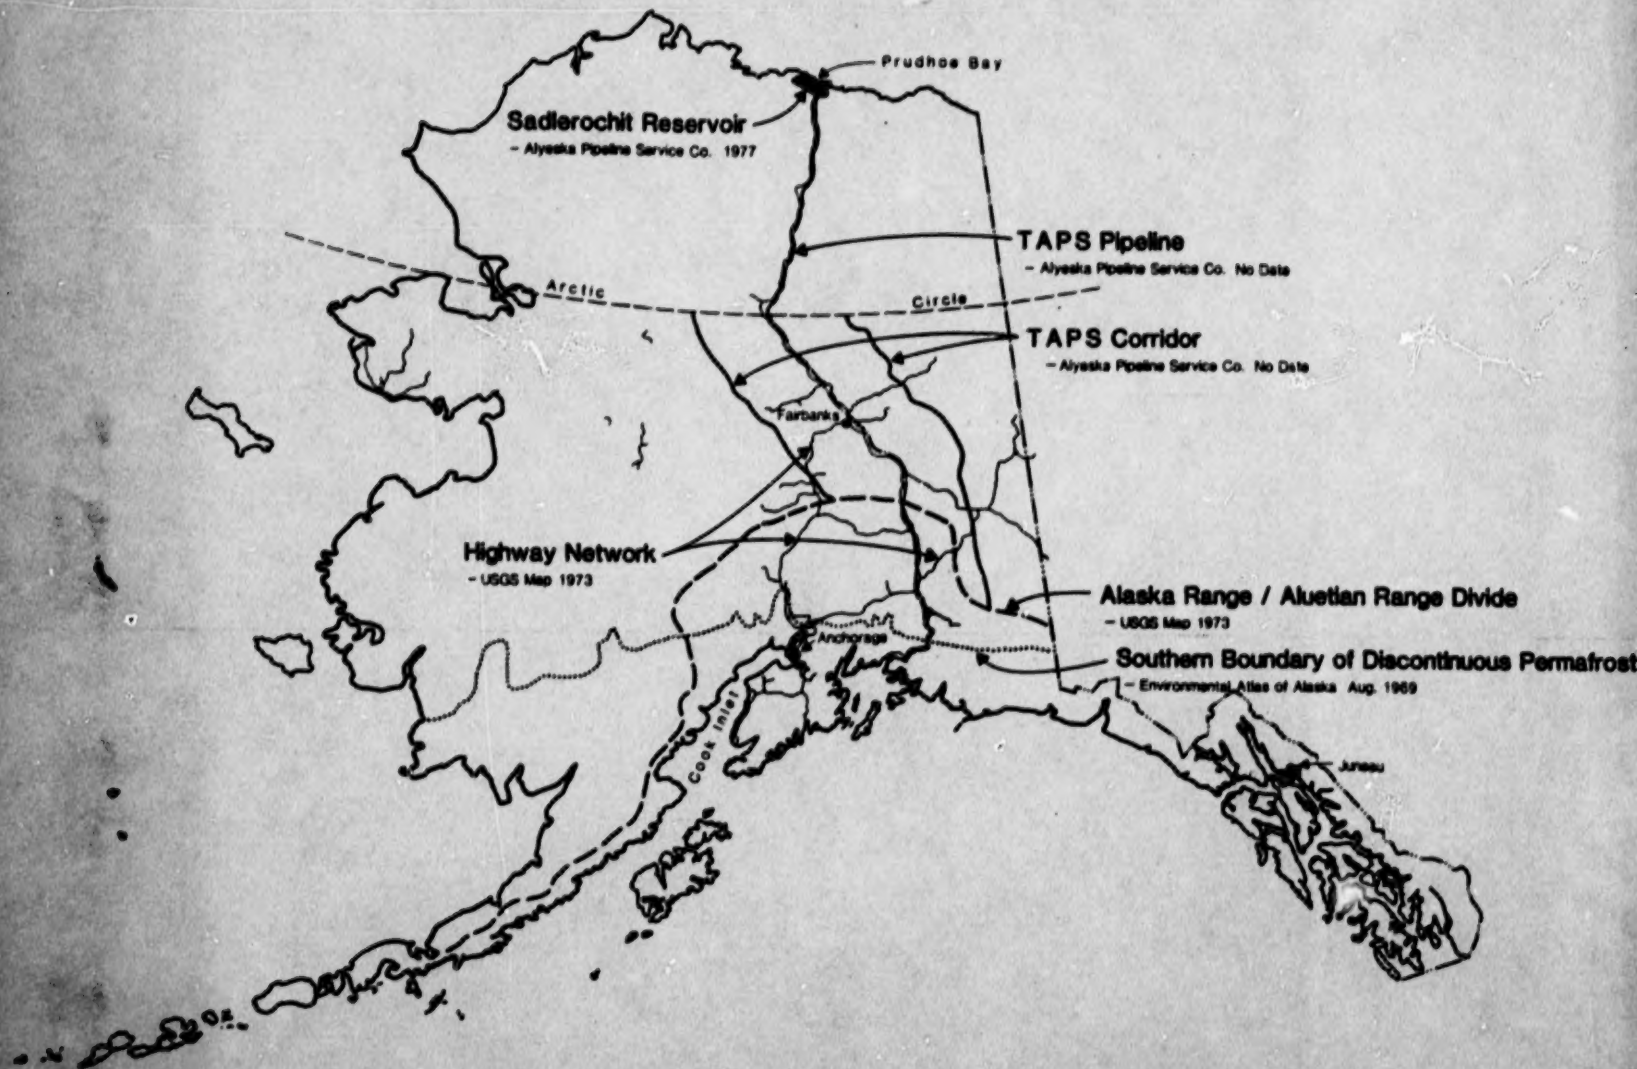 Prudhoe Bay
Sadlerochit Reservoir
- Alyeska Pipeline Service Co. 1977
TAPS Pipeline
- Alyeska Pipeline Service Co. No Date
Arctic Circle
TAPS Corridor
- Alyeska Pipeline Service Co. No Date
Fairbanks
Highway Network
- USGS Map 1973
Alaska Range / Aluetian Range Divide
- USGS Map 1973
Anchorage
Southern Boundary of Discontinuous Permafrost
- Environmental Atlas of Alaska Aug. 1969
Cook Inlet
Juneau